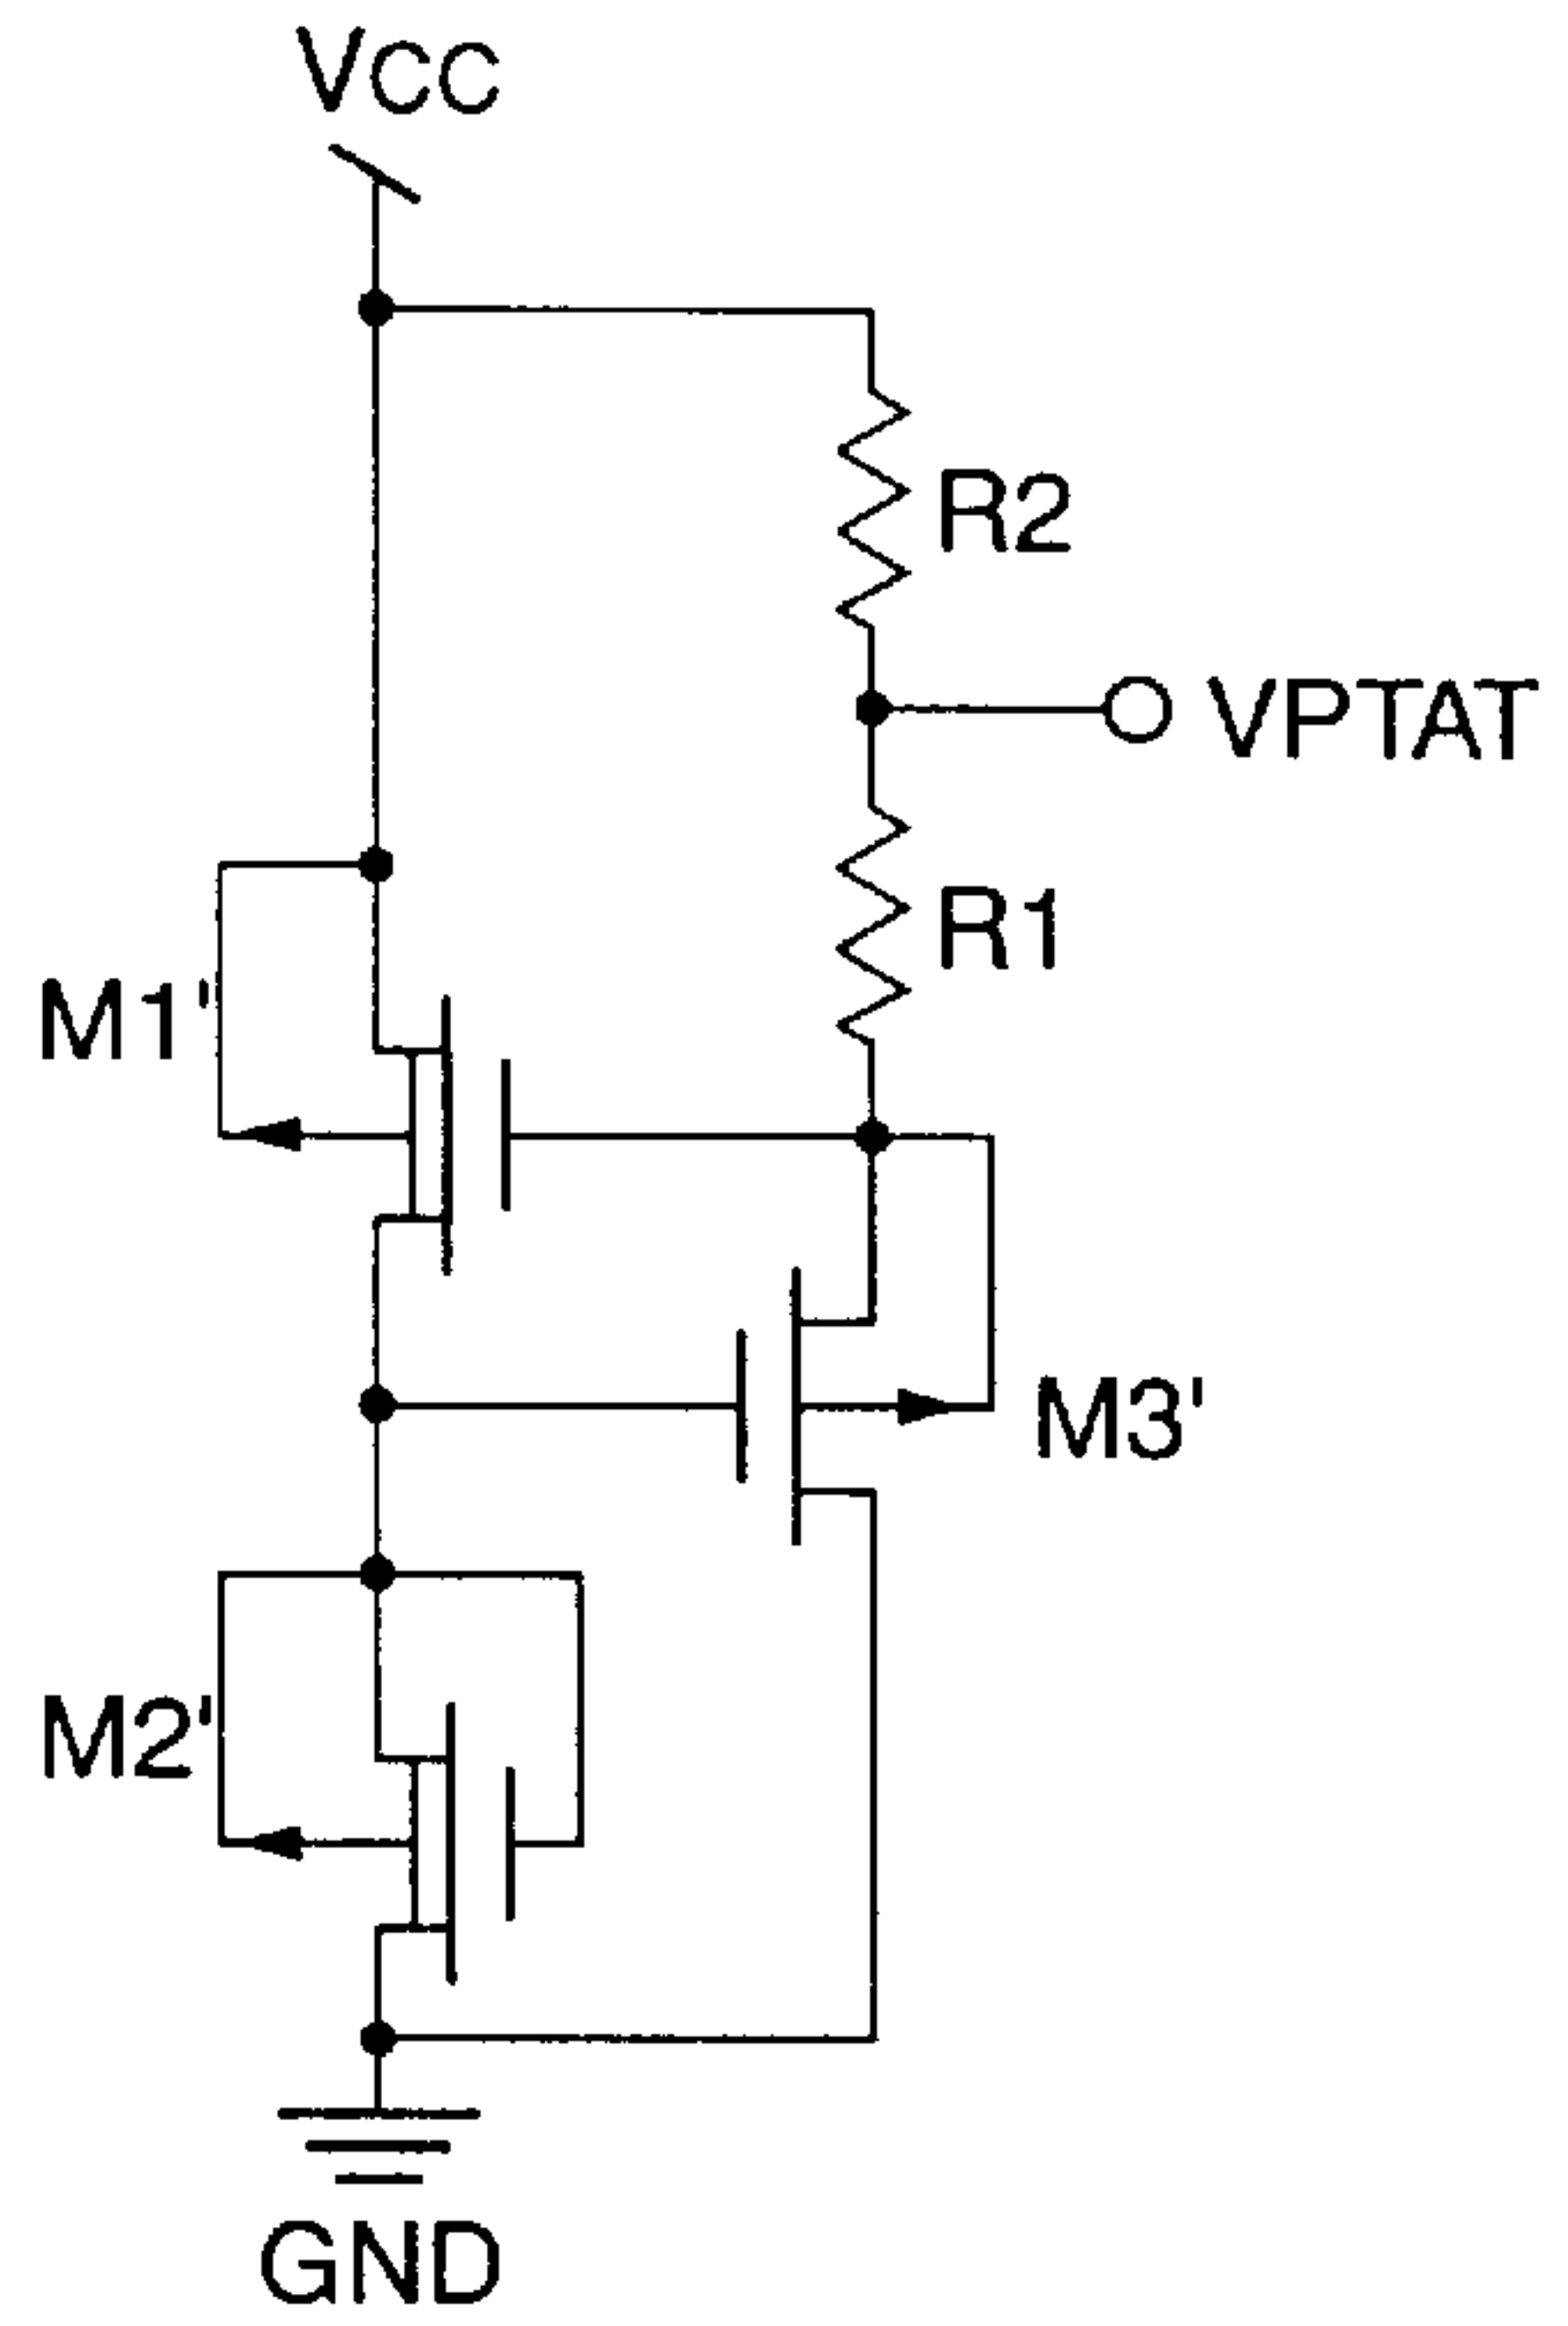 VCC
R2
VPTAT
R1
M1'
M3'
M2'
GND